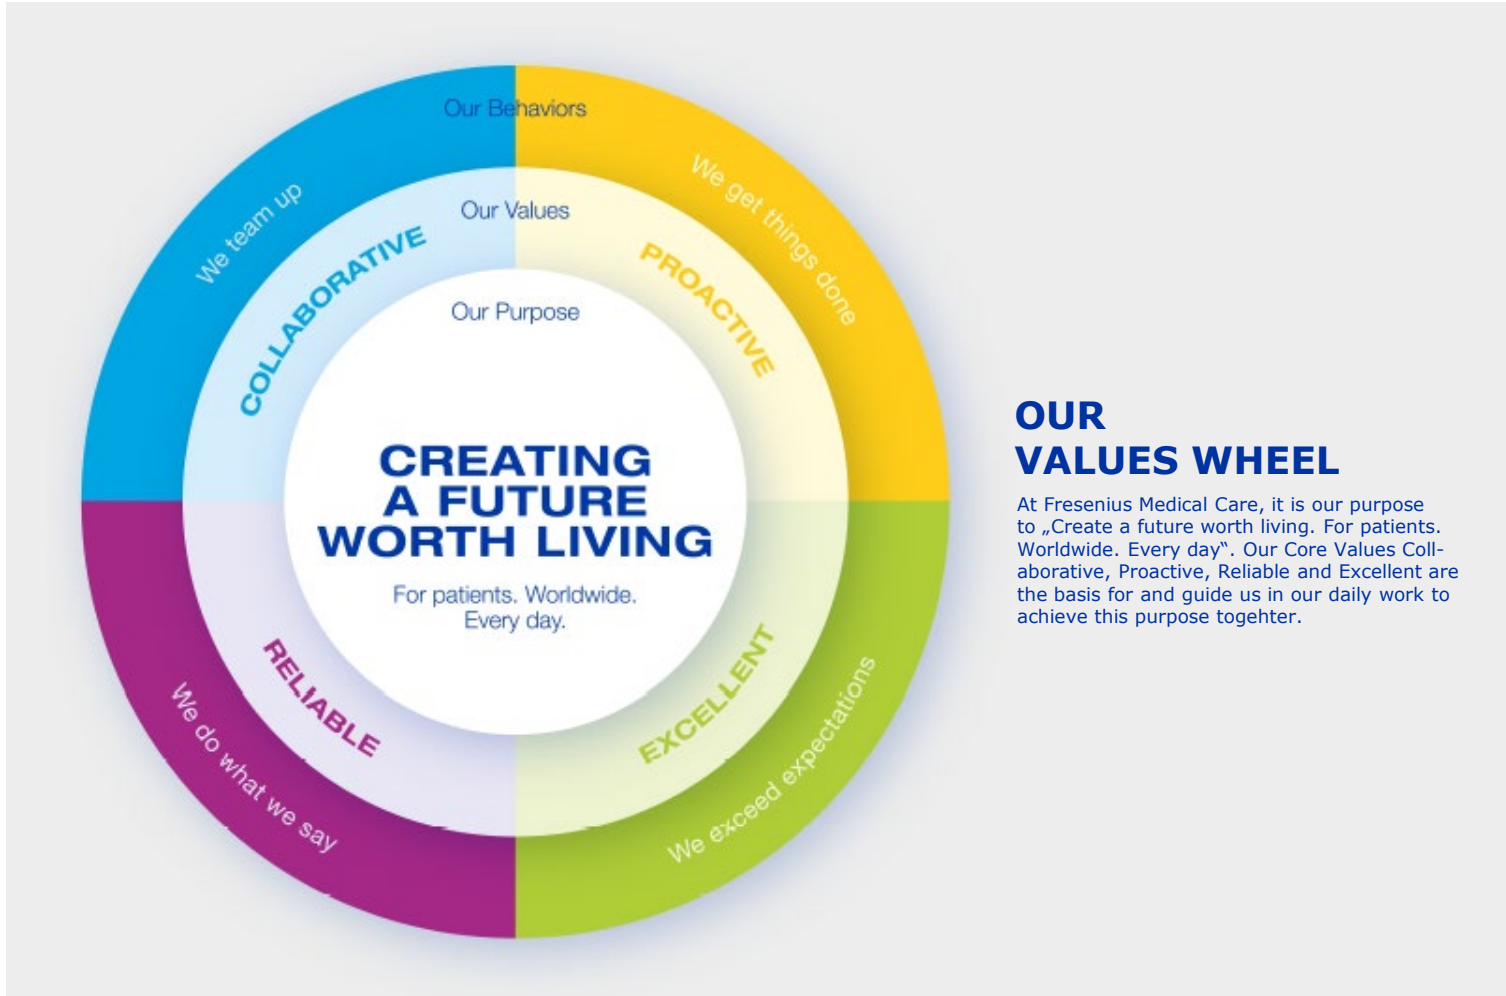 Our Behaviors
We team up
We get things done
Our Values
COLLABORATIVE
PROACTIVE
Our Purpose
CREATING
A FUTURE
WORTH LIVING
For patients. Worldwide.
Every day.
RELIABLE
EXCELLENT
We do what we say
We exceed expectations
OUR
VALUES WHEEL
At Fresenius Medical Care, it is our purpose
to „Create a future worth living. For patients.
Worldwide. Every day‟. Our Core Values Coll-
aborative, Proactive, Reliable and Excellent are
the basis for and guide us in our daily work to
achieve this purpose togehter.